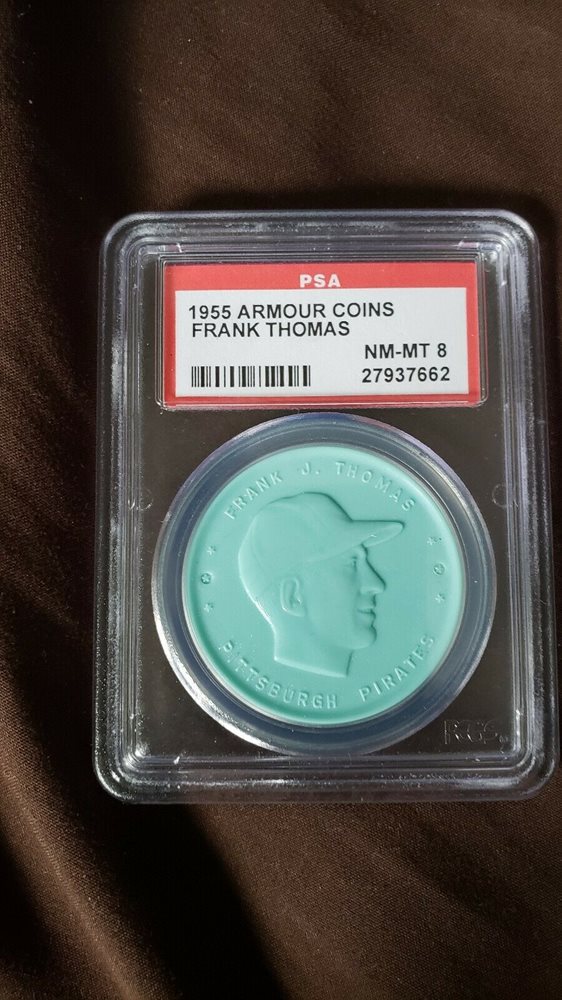 PSA
1955 ARMOUR COINS
FRANK THOMAS
NM-MT 8
27937662
FRANK J. THOMAS
PITTSBURGH PIRATES